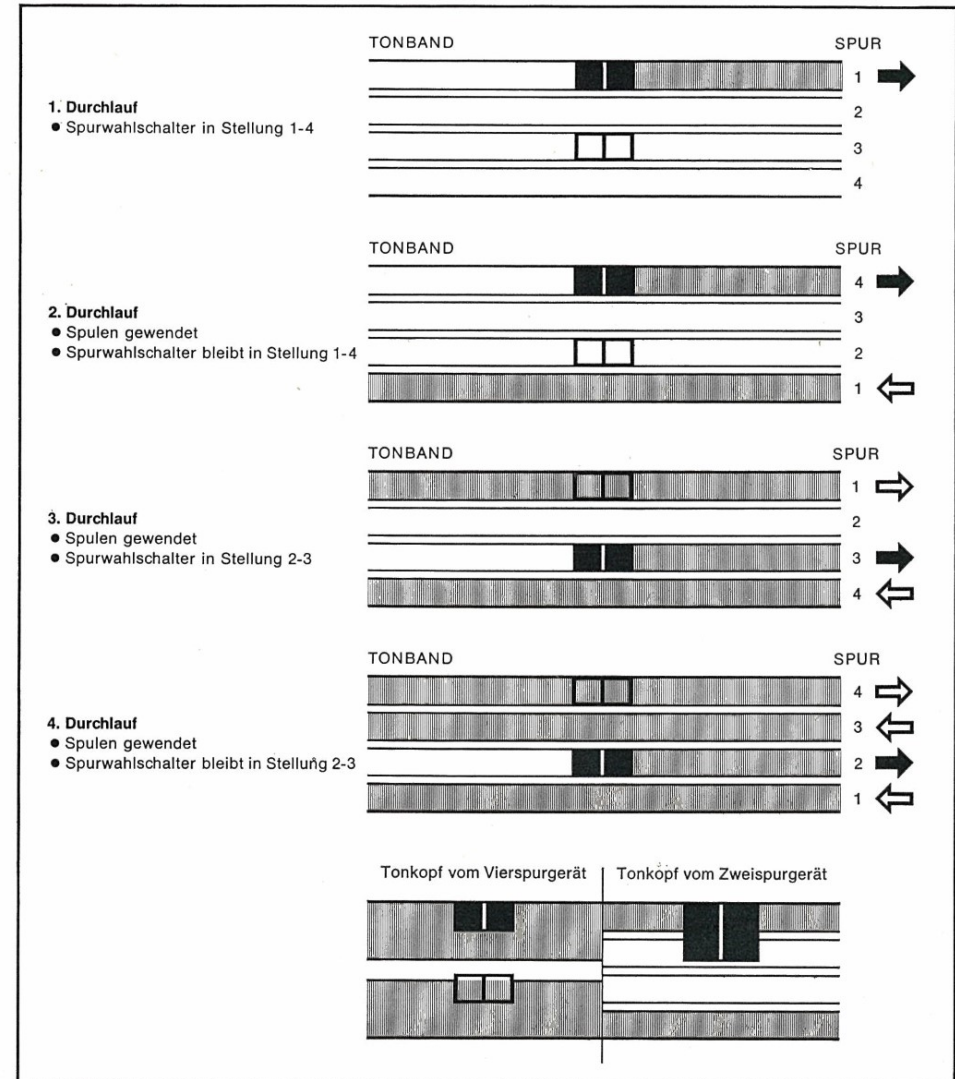 TONBAND SPUR
1
1. Durchlauf
● Spurwahlschalter in Stellung 1-4
2
3
4
TONBAND SPUR
4
2. Durchlauf
● Spulen gewendet
● Spurwahlschalter bleibt in Stellung 1-4
3
2
1
TONBAND SPUR
1
3. Durchlauf
● Spulen gewendet
● Spurwahlschalter in Stellung 2-3
2
3
4
TONBAND SPUR
4
4. Durchlauf
● Spulen gewendet
● Spurwahlschalter bleibt in Stellung 2-3
3
2
1
Tonkopf vom Vierspurgerät Tonkopf vom Zweispurgerät